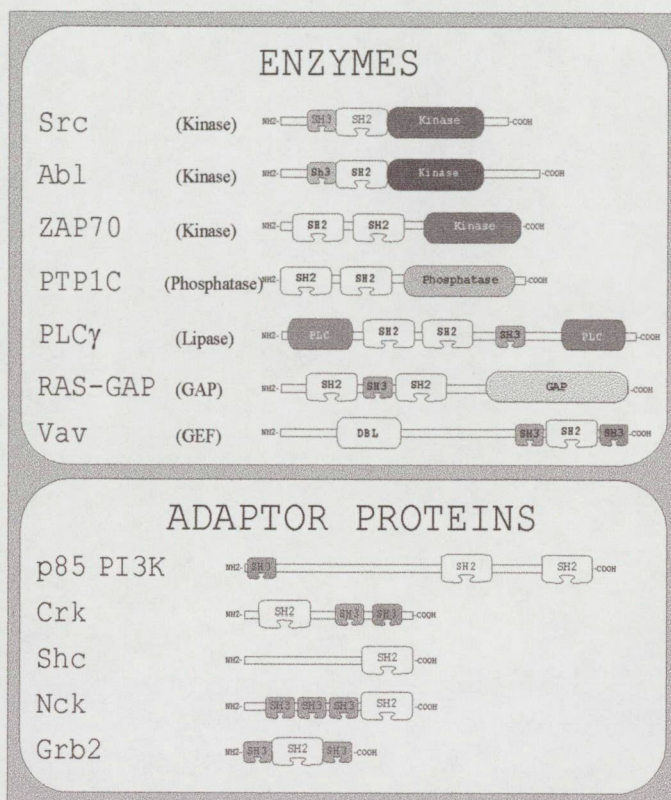 ENZYMES
Src (Kinase) NH2- SH3 SH2 Kinase -COOH
Abl (Kinase) NH2- Sh3 SH2 Kinase -COOH
ZAP70 (Kinase) NH2- SH2 SH2 Kinase -COOH
PTP1C (Phosphatase) NH2- SH2 SH2 Phosphatase -COOH
PLCγ (Lipase) NH2- PLC SH2 SH2 SH3 PLC -COOH
RAS-GAP (GAP) NH2- SH2 SH3 SH2 GAP -COOH
Vav (GEF) NH2- DBL SH3 SH2 SH3 -COOH
ADAPTOR PROTEINS
p85 PI3K NH2- SH3 SH2 SH2 -COOH
Crk NH2- SH2 SH3 SH3 -COOH
Shc NH2- SH2 -COOH
Nck NH2- SH3 SH3 SH3 SH2 -COOH
Grb2 NH2- SH3 SH2 SH3 -COOH